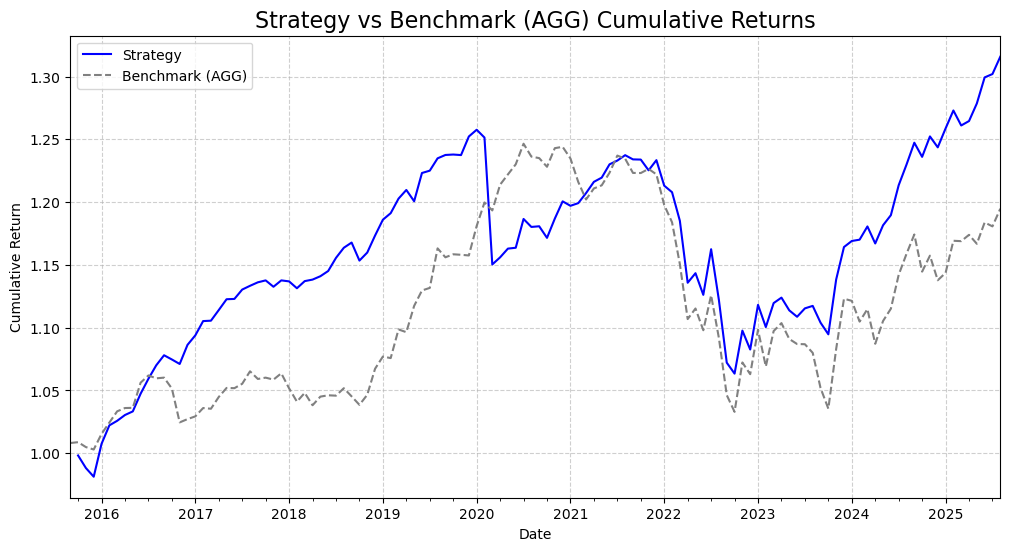 Strategy vs Benchmark (AGG) Cumulative Returns
Strategy
Benchmark (AGG)
Cumulative Return
1.30
1.25
1.20
1.15
1.10
1.05
1.00
2016 2017 2018 2019 2020 2021 2022 2023 2024 2025
Date